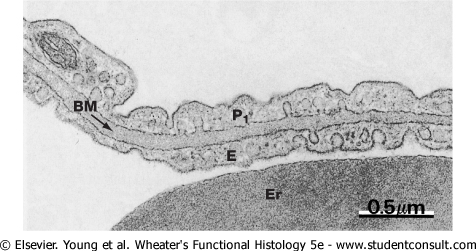 BM
P₁
E
Er
0.5μm
© Elsevier. Young et al. Wheater's Functional Histology 5e - www.studentconsult.com